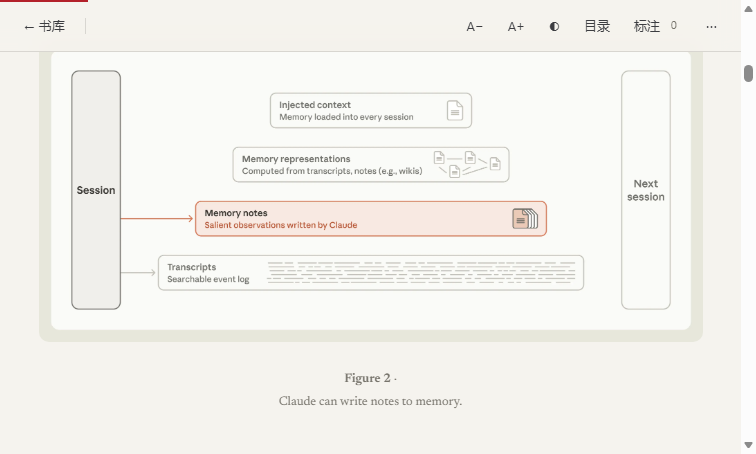 ← 书库
A− A+ 目录 标注 0 ...
Injected context
Memory loaded into every session
Memory representations
Computed from transcripts, notes (e.g., wikis)
Session
Next
session
Memory notes
Salient observations written by Claude
Transcripts
Searchable event log
Figure 2 ·
Claude can write notes to memory.